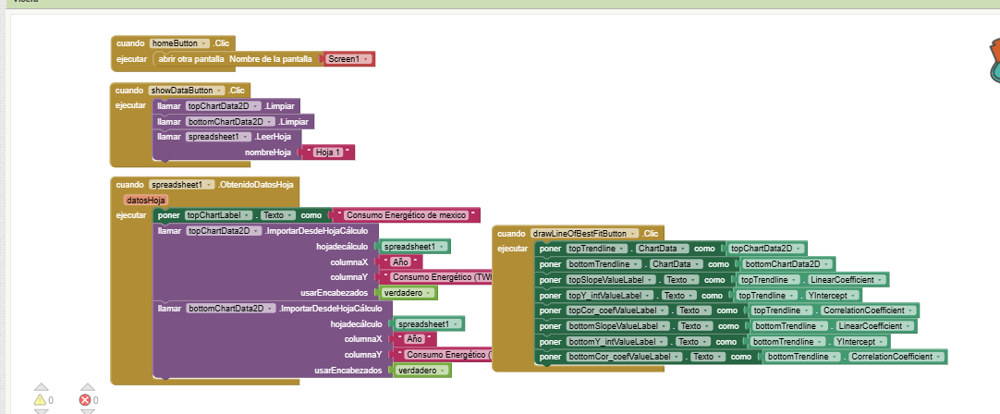 cuando homeButton .Clic
ejecutar abrir otra pantalla Nombre de la pantalla Screen1
cuando showDataButton .Clic
ejecutar llamar topChartData2D .Limpiar
llamar bottomChartData2D .Limpiar
llamar spreadsheet1 .LeerHoja
nombreHoja " Hoja 1 "
cuando spreadsheet1 .ObtenidoDatosHoja
datosHoja
ejecutar poner topChartLabel . Texto como " Consumo Energético de mexico "
llamar topChartData2D .ImportarDesdeHojaCálculo
hojadecálculo spreadsheet1
columnaX " Año "
columnaY " Consumo Energético (TW
usarEncabezados verdadero
llamar bottomChartData2D .ImportarDesdeHojaCálculo
hojadecálculo spreadsheet1
columnaX " Año "
columnaY " Consumo Energético (
usarEncabezados verdadero
cuando drawLineOfBestFitButton .Clic
ejecutar poner topTrendline . ChartData como topChartData2D
poner bottomTrendline . ChartData como bottomChartData2D
poner topSlopeValueLabel . Texto como topTrendline . LinearCoefficient
poner topY_intValueLabel . Texto como topTrendline . YIntercept
poner topCor_coefValueLabel . Texto como topTrendline . CorrelationCoefficient
poner bottomSlopeValueLabel . Texto como bottomTrendline . LinearCoefficient
poner bottomY_intValueLabel . Texto como bottomTrendline . YIntercept
poner bottomCor_coefValueLabel . Texto como bottomTrendline . CorrelationCoefficient
0 0